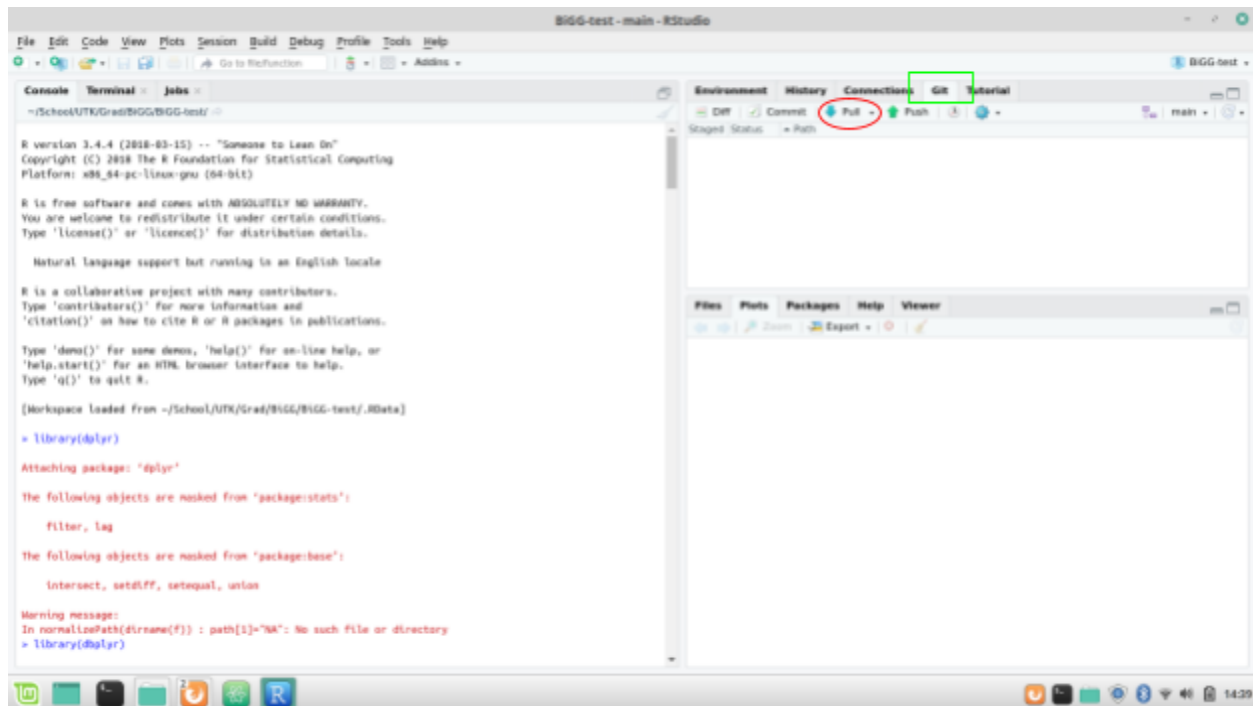 BiGG-test - main - RStudio
File Edit Code View Plots Session Build Debug Profile Tools Help
Go to file/function Addins BiGG-test
Console Terminal Jobs
~/School/UTK/Grad/BiGG/BiGG-test/
R version 3.4.4 (2018-03-15) -- "Someone to Lean On"
Copyright (C) 2018 The R Foundation for Statistical Computing
Platform: x86_64-pc-linux-gnu (64-bit)
R is free software and comes with ABSOLUTELY NO WARRANTY.
You are welcome to redistribute it under certain conditions.
Type 'license()' or 'licence()' for distribution details.
Natural language support but running in an English locale
R is a collaborative project with many contributors.
Type 'contributors()' for more information and
'citation()' on how to cite R or R packages in publications.
Type 'demo()' for some demos, 'help()' for on-line help, or
'help.start()' for an HTML browser interface to help.
Type 'q()' to quit R.
[Workspace loaded from ~/School/UTK/Grad/BiGG/BiGG-test/.RData]
> library(dplyr)
Attaching package: 'dplyr'
The following objects are masked from 'package:stats':
filter, lag
The following objects are masked from 'package:base':
intersect, setdiff, setequal, union
Warning message:
In normalizePath(dirname(f)) : path[1]="NA": No such file or directory
> library(dbplyr)
Environment History Connections Git Tutorial
Diff Commit Pull Push main
Staged Status Path
Files Plots Packages Help Viewer
Zoom Export
2
14:39